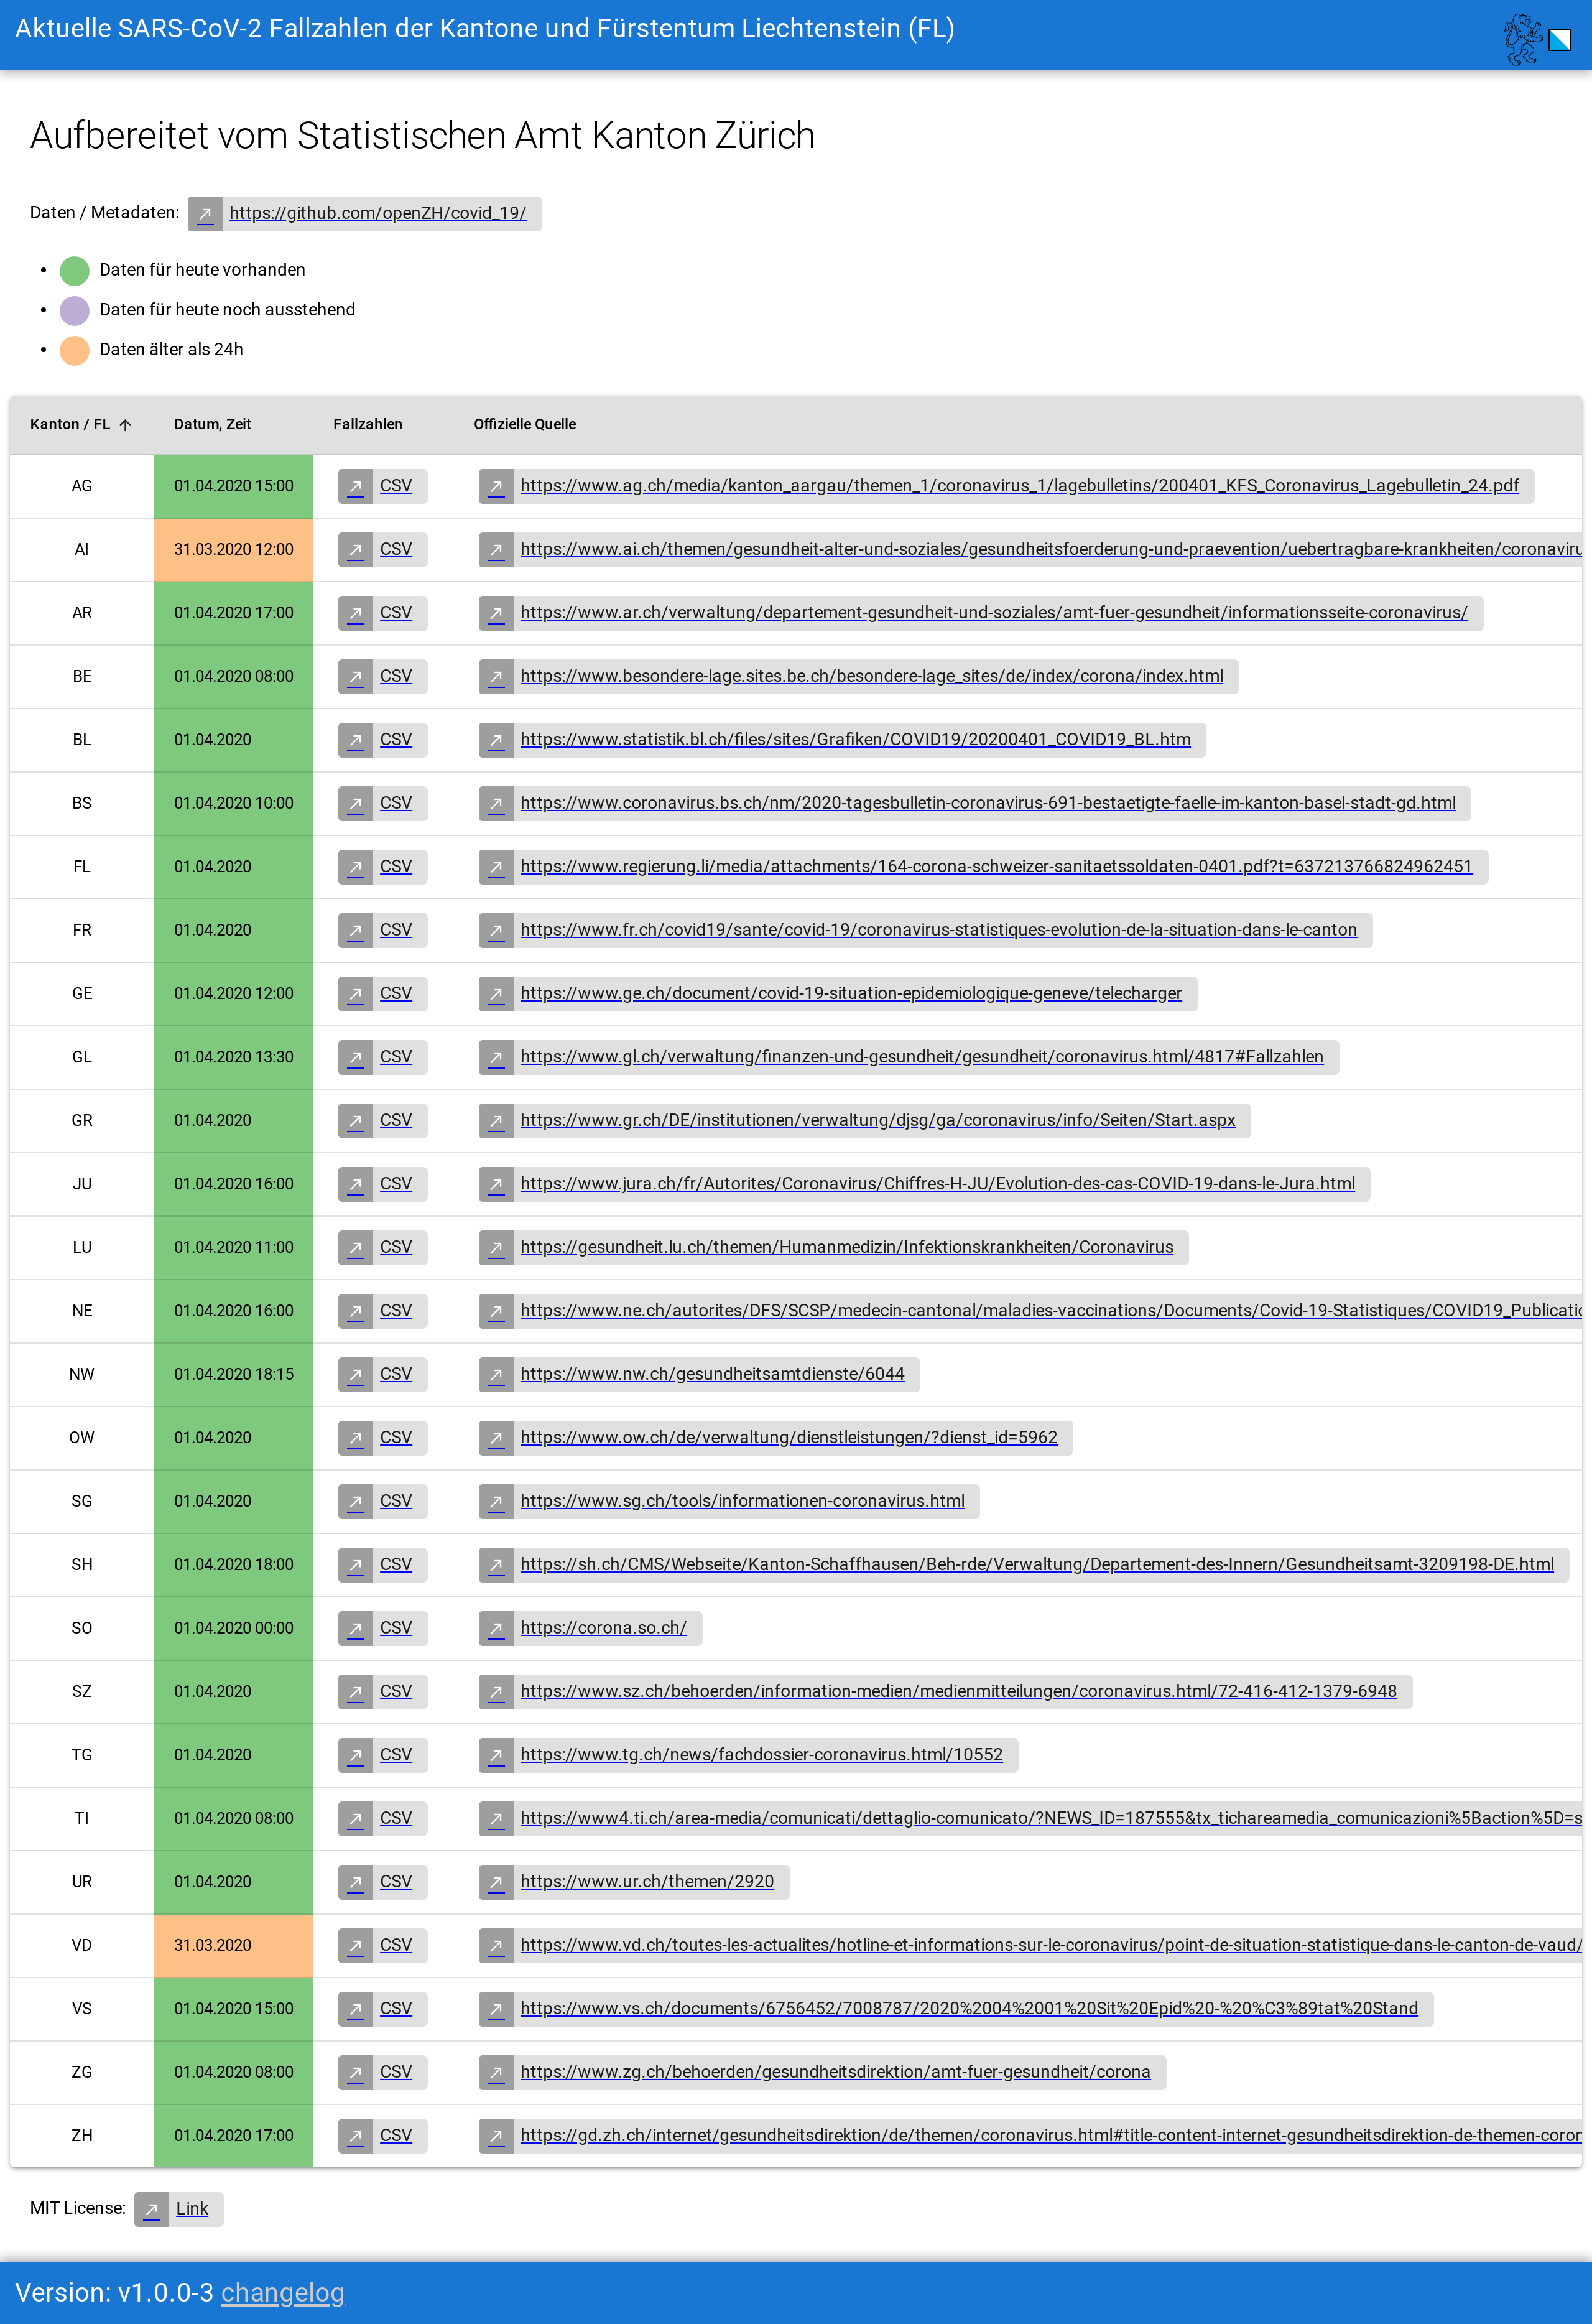 Aktuelle SARS-CoV-2 Fallzahlen der Kantone und Fürstentum Liechtenstein (FL)
Aufbereitet vom Statistischen Amt Kanton Zürich
Daten / Metadaten: https://github.com/openZH/covid_19/
Daten für heute vorhanden
Daten für heute noch ausstehend
Daten älter als 24h
Kanton / FL Datum, Zeit Fallzahlen Offizielle Quelle
AG 01.04.2020 15:00 CSV https://www.ag.ch/media/kanton_aargau/themen_1/coronavirus_1/lagebulletins/200401_KFS_Coronavirus_Lagebulletin_24.pdf
AI 31.03.2020 12:00 CSV https://www.ai.ch/themen/gesundheit-alter-und-soziales/gesundheitsfoerderung-und-praevention/uebertragbare-krankheiten/coronaviru
AR 01.04.2020 17:00 CSV https://www.ar.ch/verwaltung/departement-gesundheit-und-soziales/amt-fuer-gesundheit/informationsseite-coronavirus/
BE 01.04.2020 08:00 CSV https://www.besondere-lage.sites.be.ch/besondere-lage_sites/de/index/corona/index.html
BL 01.04.2020 CSV https://www.statistik.bl.ch/files/sites/Grafiken/COVID19/20200401_COVID19_BL.htm
BS 01.04.2020 10:00 CSV https://www.coronavirus.bs.ch/nm/2020-tagesbulletin-coronavirus-691-bestaetigte-faelle-im-kanton-basel-stadt-gd.html
FL 01.04.2020 CSV https://www.regierung.li/media/attachments/164-corona-schweizer-sanitaetssoldaten-0401.pdf?t=637213766824962451
FR 01.04.2020 CSV https://www.fr.ch/covid19/sante/covid-19/coronavirus-statistiques-evolution-de-la-situation-dans-le-canton
GE 01.04.2020 12:00 CSV https://www.ge.ch/document/covid-19-situation-epidemiologique-geneve/telecharger
GL 01.04.2020 13:30 CSV https://www.gl.ch/verwaltung/finanzen-und-gesundheit/gesundheit/coronavirus.html/4817#Fallzahlen
GR 01.04.2020 CSV https://www.gr.ch/DE/institutionen/verwaltung/djsg/ga/coronavirus/info/Seiten/Start.aspx
JU 01.04.2020 16:00 CSV https://www.jura.ch/fr/Autorites/Coronavirus/Chiffres-H-JU/Evolution-des-cas-COVID-19-dans-le-Jura.html
LU 01.04.2020 11:00 CSV https://gesundheit.lu.ch/themen/Humanmedizin/Infektionskrankheiten/Coronavirus
NE 01.04.2020 16:00 CSV https://www.ne.ch/autorites/DFS/SCSP/medecin-cantonal/maladies-vaccinations/Documents/Covid-19-Statistiques/COVID19_Publicatio
NW 01.04.2020 18:15 CSV https://www.nw.ch/gesundheitsamtdienste/6044
OW 01.04.2020 CSV https://www.ow.ch/de/verwaltung/dienstleistungen/?dienst_id=5962
SG 01.04.2020 CSV https://www.sg.ch/tools/informationen-coronavirus.html
SH 01.04.2020 18:00 CSV https://sh.ch/CMS/Webseite/Kanton-Schaffhausen/Beh-rde/Verwaltung/Departement-des-Innern/Gesundheitsamt-3209198-DE.html
SO 01.04.2020 00:00 CSV https://corona.so.ch/
SZ 01.04.2020 CSV https://www.sz.ch/behoerden/information-medien/medienmitteilungen/coronavirus.html/72-416-412-1379-6948
TG 01.04.2020 CSV https://www.tg.ch/news/fachdossier-coronavirus.html/10552
TI 01.04.2020 08:00 CSV https://www4.ti.ch/area-media/comunicati/dettaglio-comunicato/?NEWS_ID=187555&tx_tichareamedia_comunicazioni%5Baction%5D=s
UR 01.04.2020 CSV https://www.ur.ch/themen/2920
VD 31.03.2020 CSV https://www.vd.ch/toutes-les-actualites/hotline-et-informations-sur-le-coronavirus/point-de-situation-statistique-dans-le-canton-de-vaud/
VS 01.04.2020 15:00 CSV https://www.vs.ch/documents/6756452/7008787/2020%2004%2001%20Sit%20Epid%20-%20%C3%89tat%20Stand
ZG 01.04.2020 08:00 CSV https://www.zg.ch/behoerden/gesundheitsdirektion/amt-fuer-gesundheit/corona
ZH 01.04.2020 17:00 CSV https://gd.zh.ch/internet/gesundheitsdirektion/de/themen/coronavirus.html#title-content-internet-gesundheitsdirektion-de-themen-coron
MIT License: Link
Version: v1.0.0-3 changelog